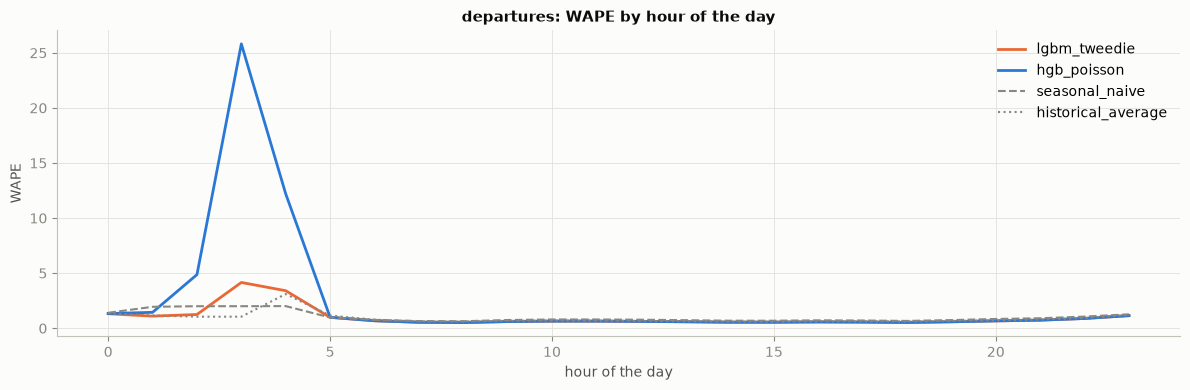 departures: WAPE by hour of the day
WAPE
25
20
15
10
5
0
0 5 10 15 20
hour of the day
lgbm_tweedie
hgb_poisson
seasonal_naive
historical_average